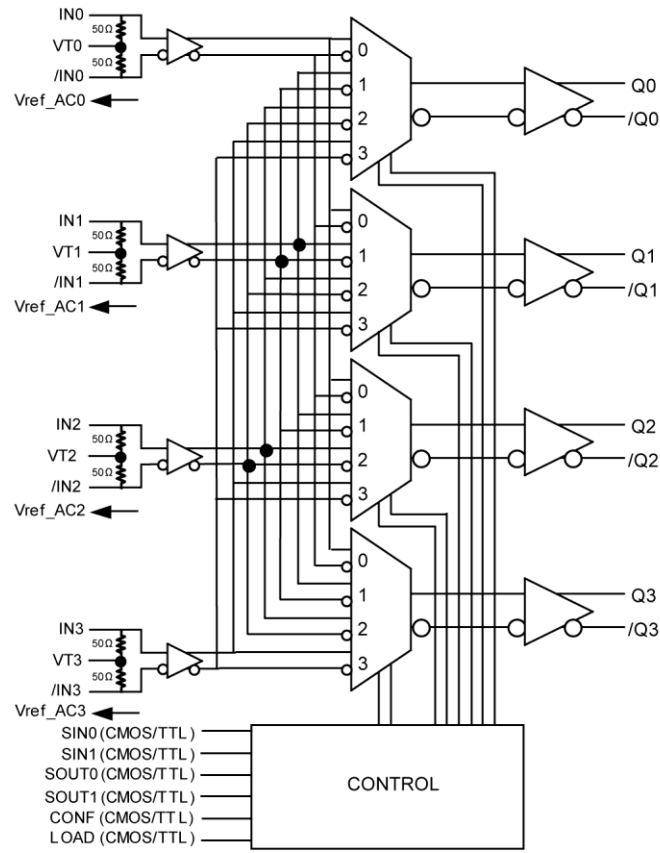 IN0
50Ω
VT0
50Ω
/IN0
Vref_AC0
0
1
2
3
Q0
/Q0
IN1
50Ω
VT1
50Ω
/IN1
Vref_AC1
0
1
2
3
Q1
/Q1
IN2
50Ω
VT2
50Ω
/IN2
Vref_AC2
0
1
2
3
Q2
/Q2
IN3
50Ω
VT3
50Ω
/IN3
Vref_AC3
0
1
2
3
Q3
/Q3
SIN0 (CMOS/TTL)
SIN1 (CMOS/TTL)
SOUT0 (CMOS/TTL)
SOUT1 (CMOS/TTL)
CONF (CMOS/TTL)
LOAD (CMOS/TTL)
CONTROL